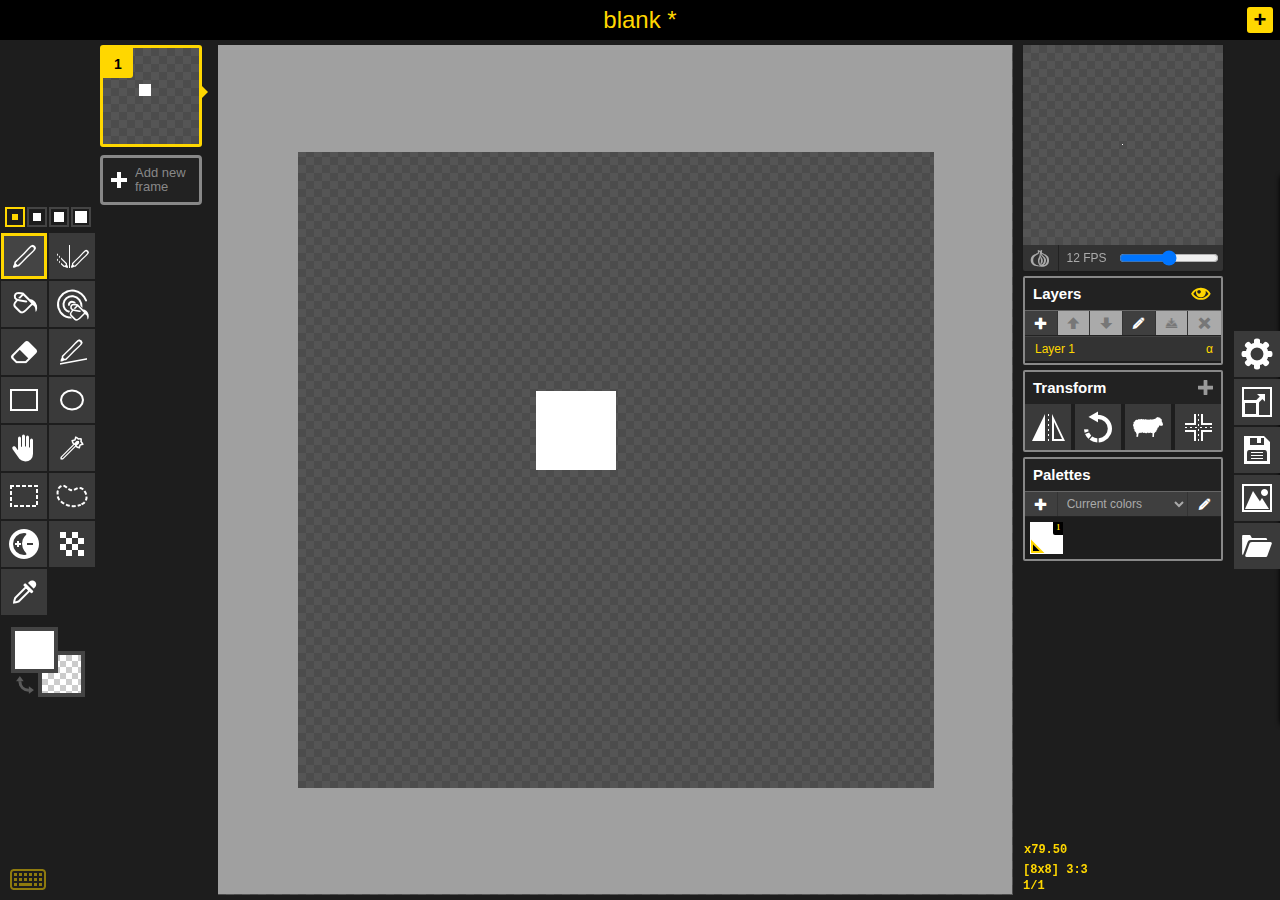 blank *
+
1
Add new
frame
12 FPS
Layers
Layer 1
α
Transform
Palettes
Current colors
1
x79.50
[8x8] 3:3
1/1